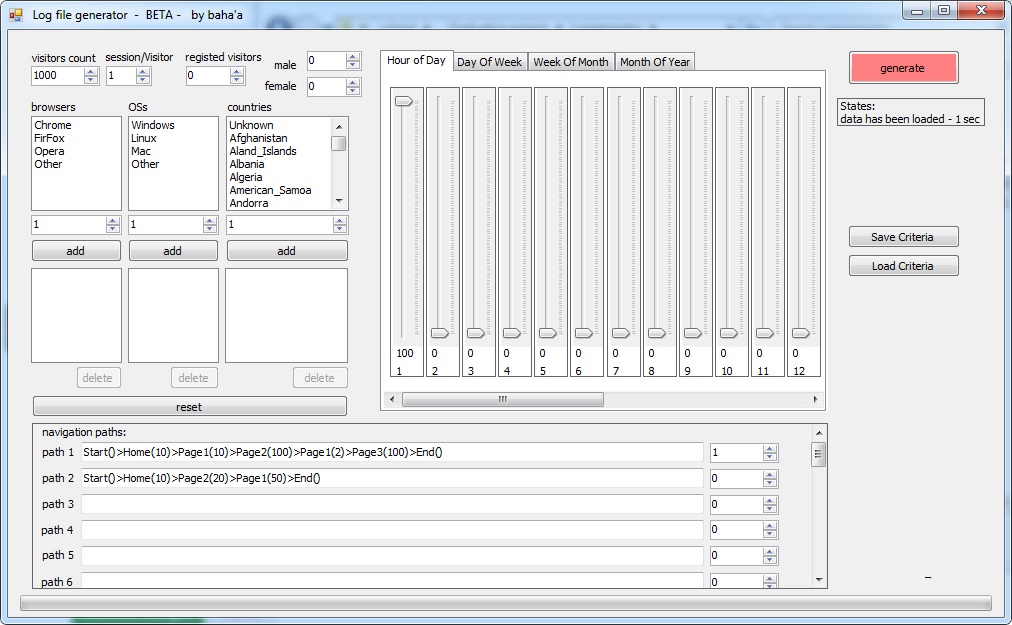 Log file generator - BETA - by baha'a
visitors count session/Visitor registed visitors
1000 1 0
male 0
female 0
browsers OSs countries
Chrome
FirFox
Opera
Other
Windows
Linux
Mac
Other
Unknown
Afghanistan
Aland_Islands
Albania
Algeria
American_Samoa
Andorra
1 1 1
add add add
delete delete delete
reset
Hour of Day Day Of Week Week Of Month Month Of Year
100 0 0 0 0 0 0 0 0 0 0 0
1 2 3 4 5 6 7 8 9 10 11 12
generate
States:
data has been loaded - 1 sec
Save Criteria
Load Criteria
navigation paths:
path 1 Start()>Home(10)>Page1(10)>Page2(100)>Page1(2)>Page3(100)>End() 1
path 2 Start()>Home(10)>Page2(20)>Page1(50)>End() 0
path 3 0
path 4 0
path 5 0
path 6 0
–